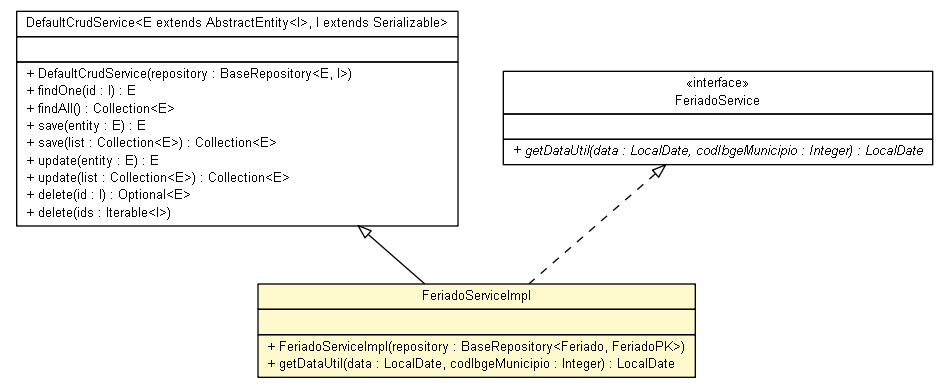 DefaultCrudService<E extends AbstractEntity<I>, I extends Serializable>
+ DefaultCrudService(repository : BaseRepository<E, I>)
+ findOne(id : I) : E
+ findAll() : Collection<E>
+ save(entity : E) : E
+ save(list : Collection<E>) : Collection<E>
+ update(entity : E) : E
+ update(list : Collection<E>) : Collection<E>
+ delete(id : I) : Optional<E>
+ delete(ids : Iterable<I>)
«interface»
FeriadoService
+ getDataUtil(data : LocalDate, codIbgeMunicipio : Integer) : LocalDate
FeriadoServiceImpl
+ FeriadoServiceImpl(repository : BaseRepository<Feriado, FeriadoPK>)
+ getDataUtil(data : LocalDate, codIbgeMunicipio : Integer) : LocalDate